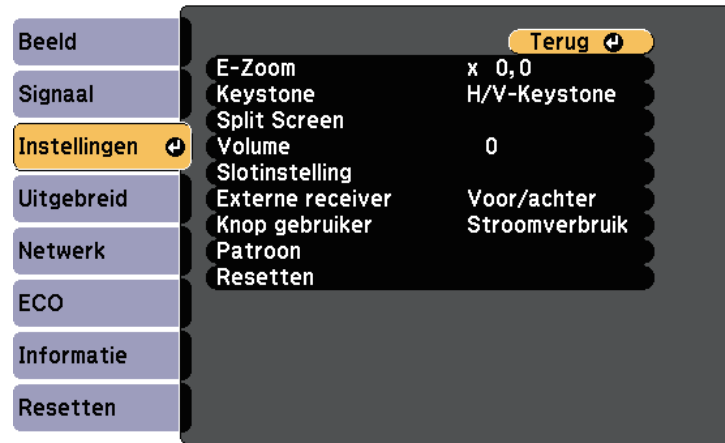 Beeld
Signaal
Instellingen
Uitgebreid
Netwerk
ECO
Informatie
Resetten
Terug
E-Zoom x 0,0
Keystone H/V-Keystone
Split Screen
Volume 0
Slotinstelling
Externe receiver Voor/achter
Knop gebruiker Stroomverbruik
Patroon
Resetten